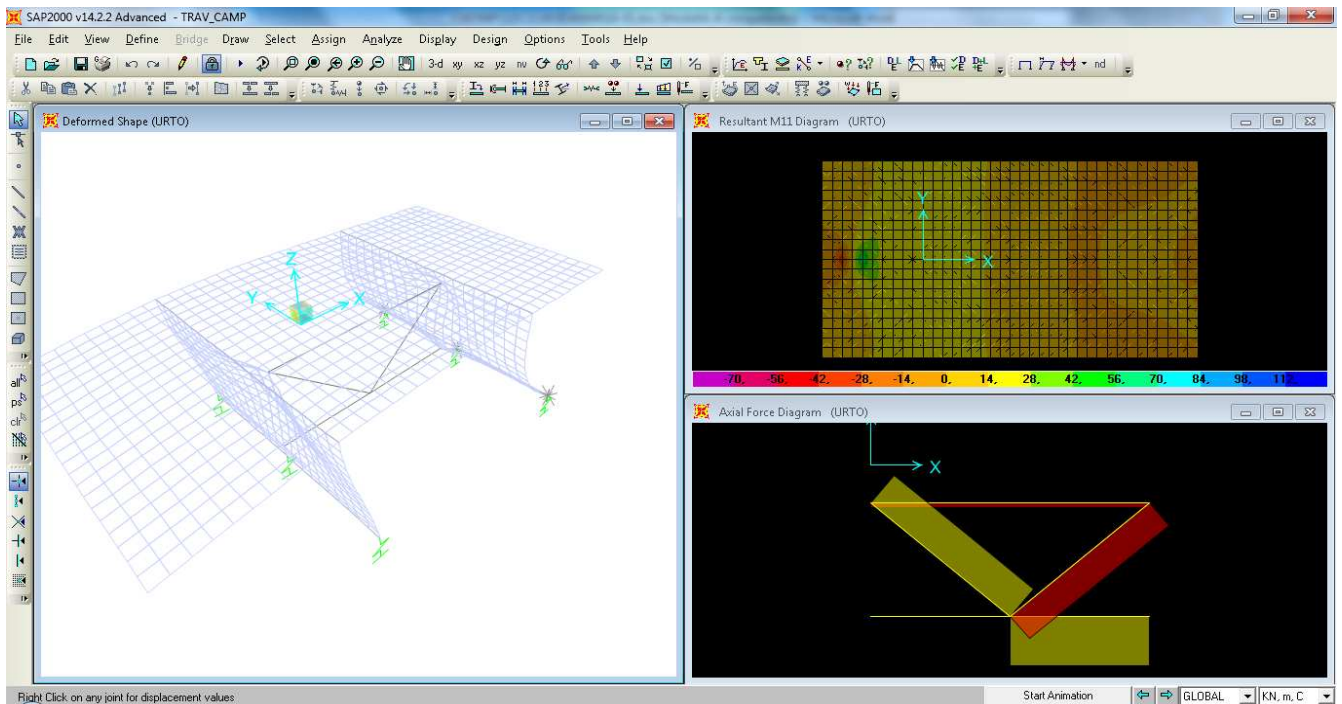 SAP2000 v14.2.2 Advanced - TRAV_CAMP
File Edit View Define Bridge Draw Select Assign Analyze Display Design Options Tools Help
3-d xy xz yz nv
nd
Deformed Shape (URTO)
Z
Y X
all
ps
clr
Resultant M11 Diagram (URTO)
Y
X
-70, -56, -42, -28, -14, 0, 14, 28, 42, 56, 70, 84, 98, 112,
Axial Force Diagram (URTO)
X
Right Click on any joint for displacement values
Start Animation
GLOBAL
KN, m, C